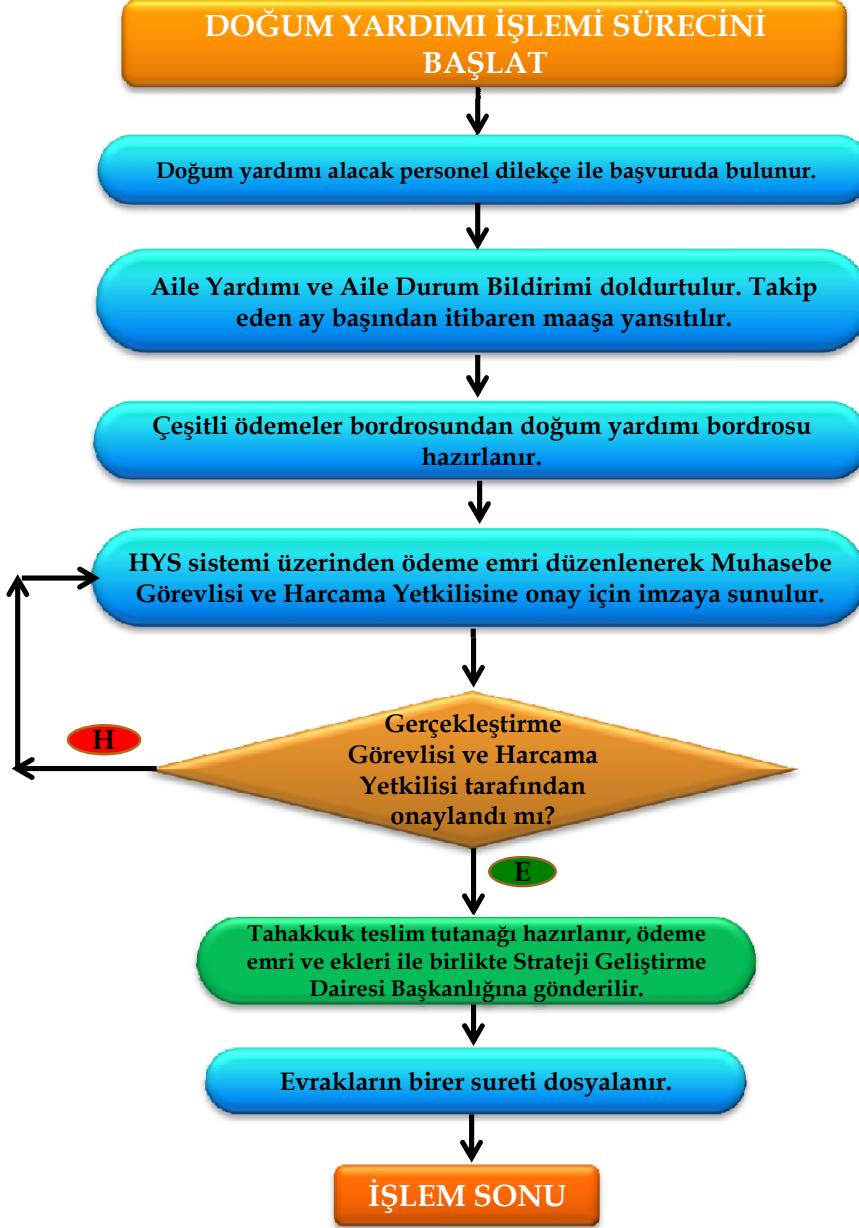 DOĞUM YARDIMI İŞLEMİ SÜRECİNİ
BAŞLAT
Doğum yardımı alacak personel dilekçe ile başvuruda bulunur.
Aile Yardımı ve Aile Durum Bildirimi doldurtulur. Takip
eden ay başından itibaren maaşa yansıtılır.
Çeşitli ödemeler bordrosundan doğum yardımı bordrosu
hazırlanır.
HYS sistemi üzerinden ödeme emri düzenlenerek Muhasebe
Görevlisi ve Harcama Yetkilisine onay için imzaya sunulur.
Gerçekleştirme
Görevlisi ve Harcama
Yetkilisi tarafından
onaylandı mı?
H
E
Tahakkuk teslim tutanağı hazırlanır, ödeme
emri ve ekleri ile birlikte Strateji Geliştirme
Dairesi Başkanlığına gönderilir.
Evrakların birer sureti dosyalanır.
İŞLEM SONU